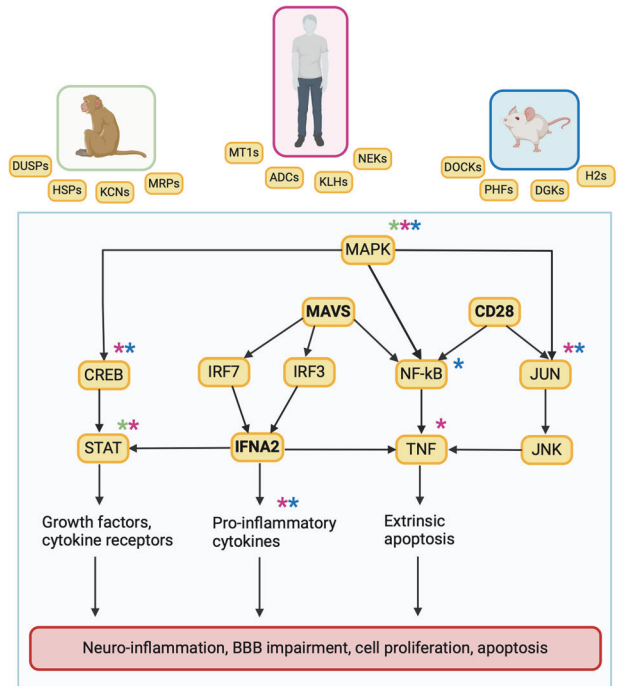 DUSPs
HSPs
KCNs
MRPs
MT1s
ADCs
KLHs
NEKs
DOCKs
PHFs
DGKs
H2s
***
MAPK
MAVS
CD28
**
CREB
IRF7
IRF3
NF-kB
*
**
JUN
**
STAT
IFNA2
*
TNF
JNK
**
Growth factors,
cytokine receptors
Pro-inflammatory
cytokines
Extrinsic
apoptosis
Neuro-inflammation, BBB impairment, cell proliferation, apoptosis